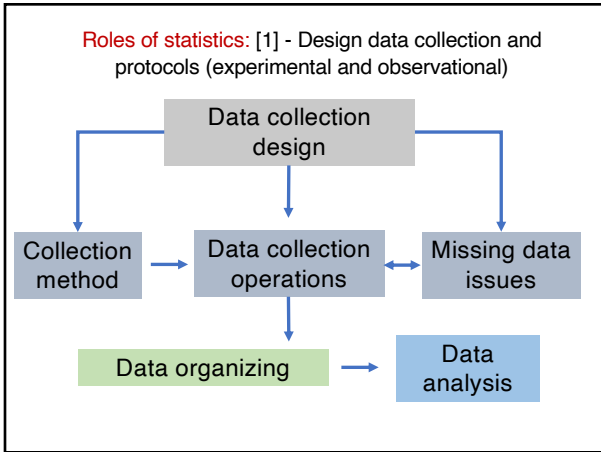 Roles of statistics: [1] - Design data collection and
protocols (experimental and observational)
Data collection
design
Collection
method
Data collection
operations
Missing data
issues
Data organizing
Data
analysis